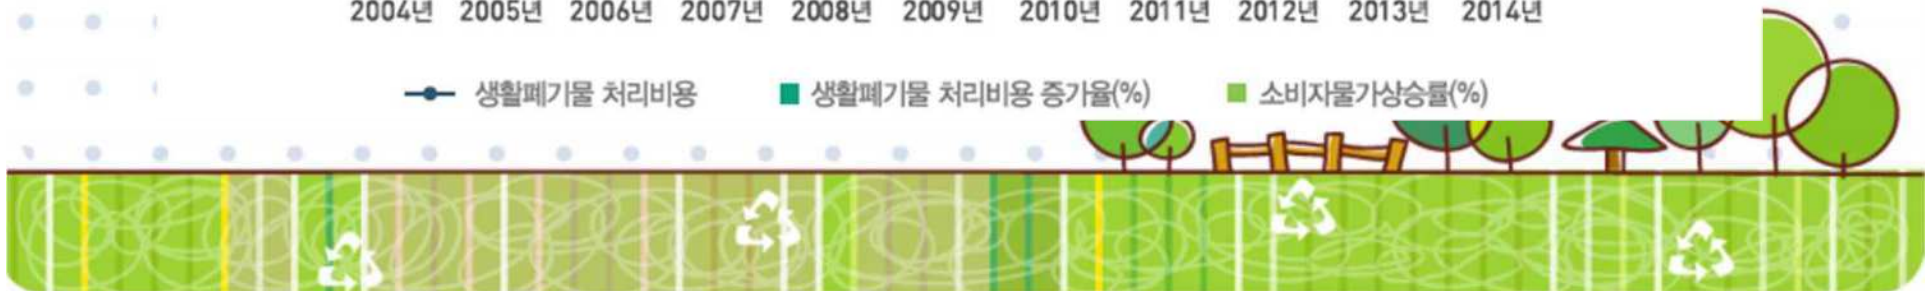 2004년 2005년 2006년 2007년 2008년 2009년 2010년 2011년 2012년 2013년 2014년
생활폐기물 처리비용 생활폐기물 처리비용 증가율(%) 소비자물가상승률(%)